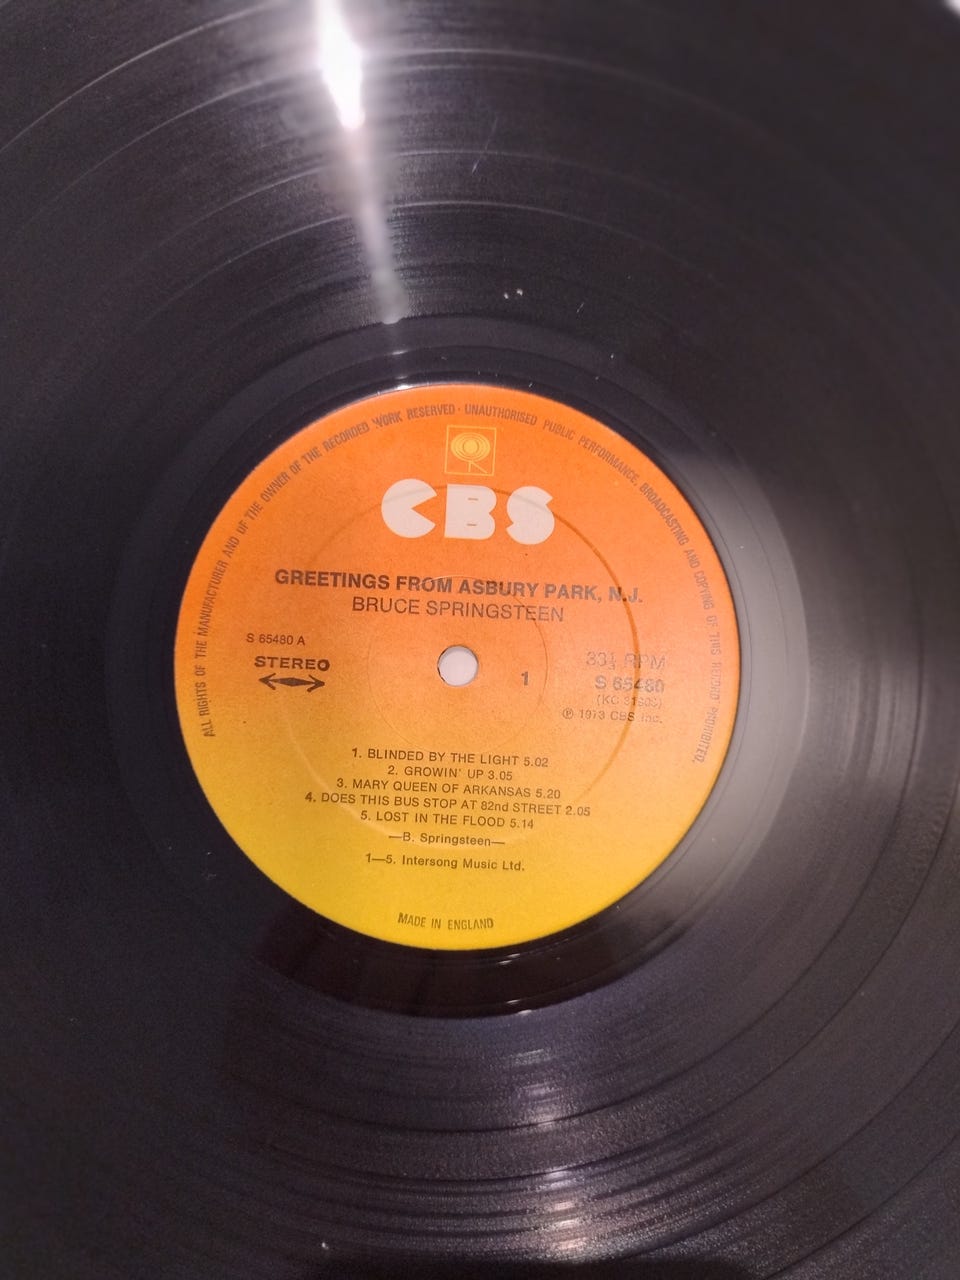 ALL RIGHTS OF THE MANUFACTURER AND OF THE OWNER OF THE RECORDED WORK RESERVED · UNAUTHORISED PUBLIC PERFORMANCE, BROADCASTING AND COPYING OF THIS RECORD PROHIBITED.
CBS
GREETINGS FROM ASBURY PARK, N.J.
BRUCE SPRINGSTEEN
S 65480 A
STEREO
1
33⅓ RPM
S 65480
(KC 31903)
℗ 1973 CBS Inc.
1. BLINDED BY THE LIGHT 5.02
2. GROWIN' UP 3.05
3. MARY QUEEN OF ARKANSAS 5.20
4. DOES THIS BUS STOP AT 82nd STREET 2.05
5. LOST IN THE FLOOD 5.14
—B. Springsteen—
1—5. Intersong Music Ltd.
MADE IN ENGLAND